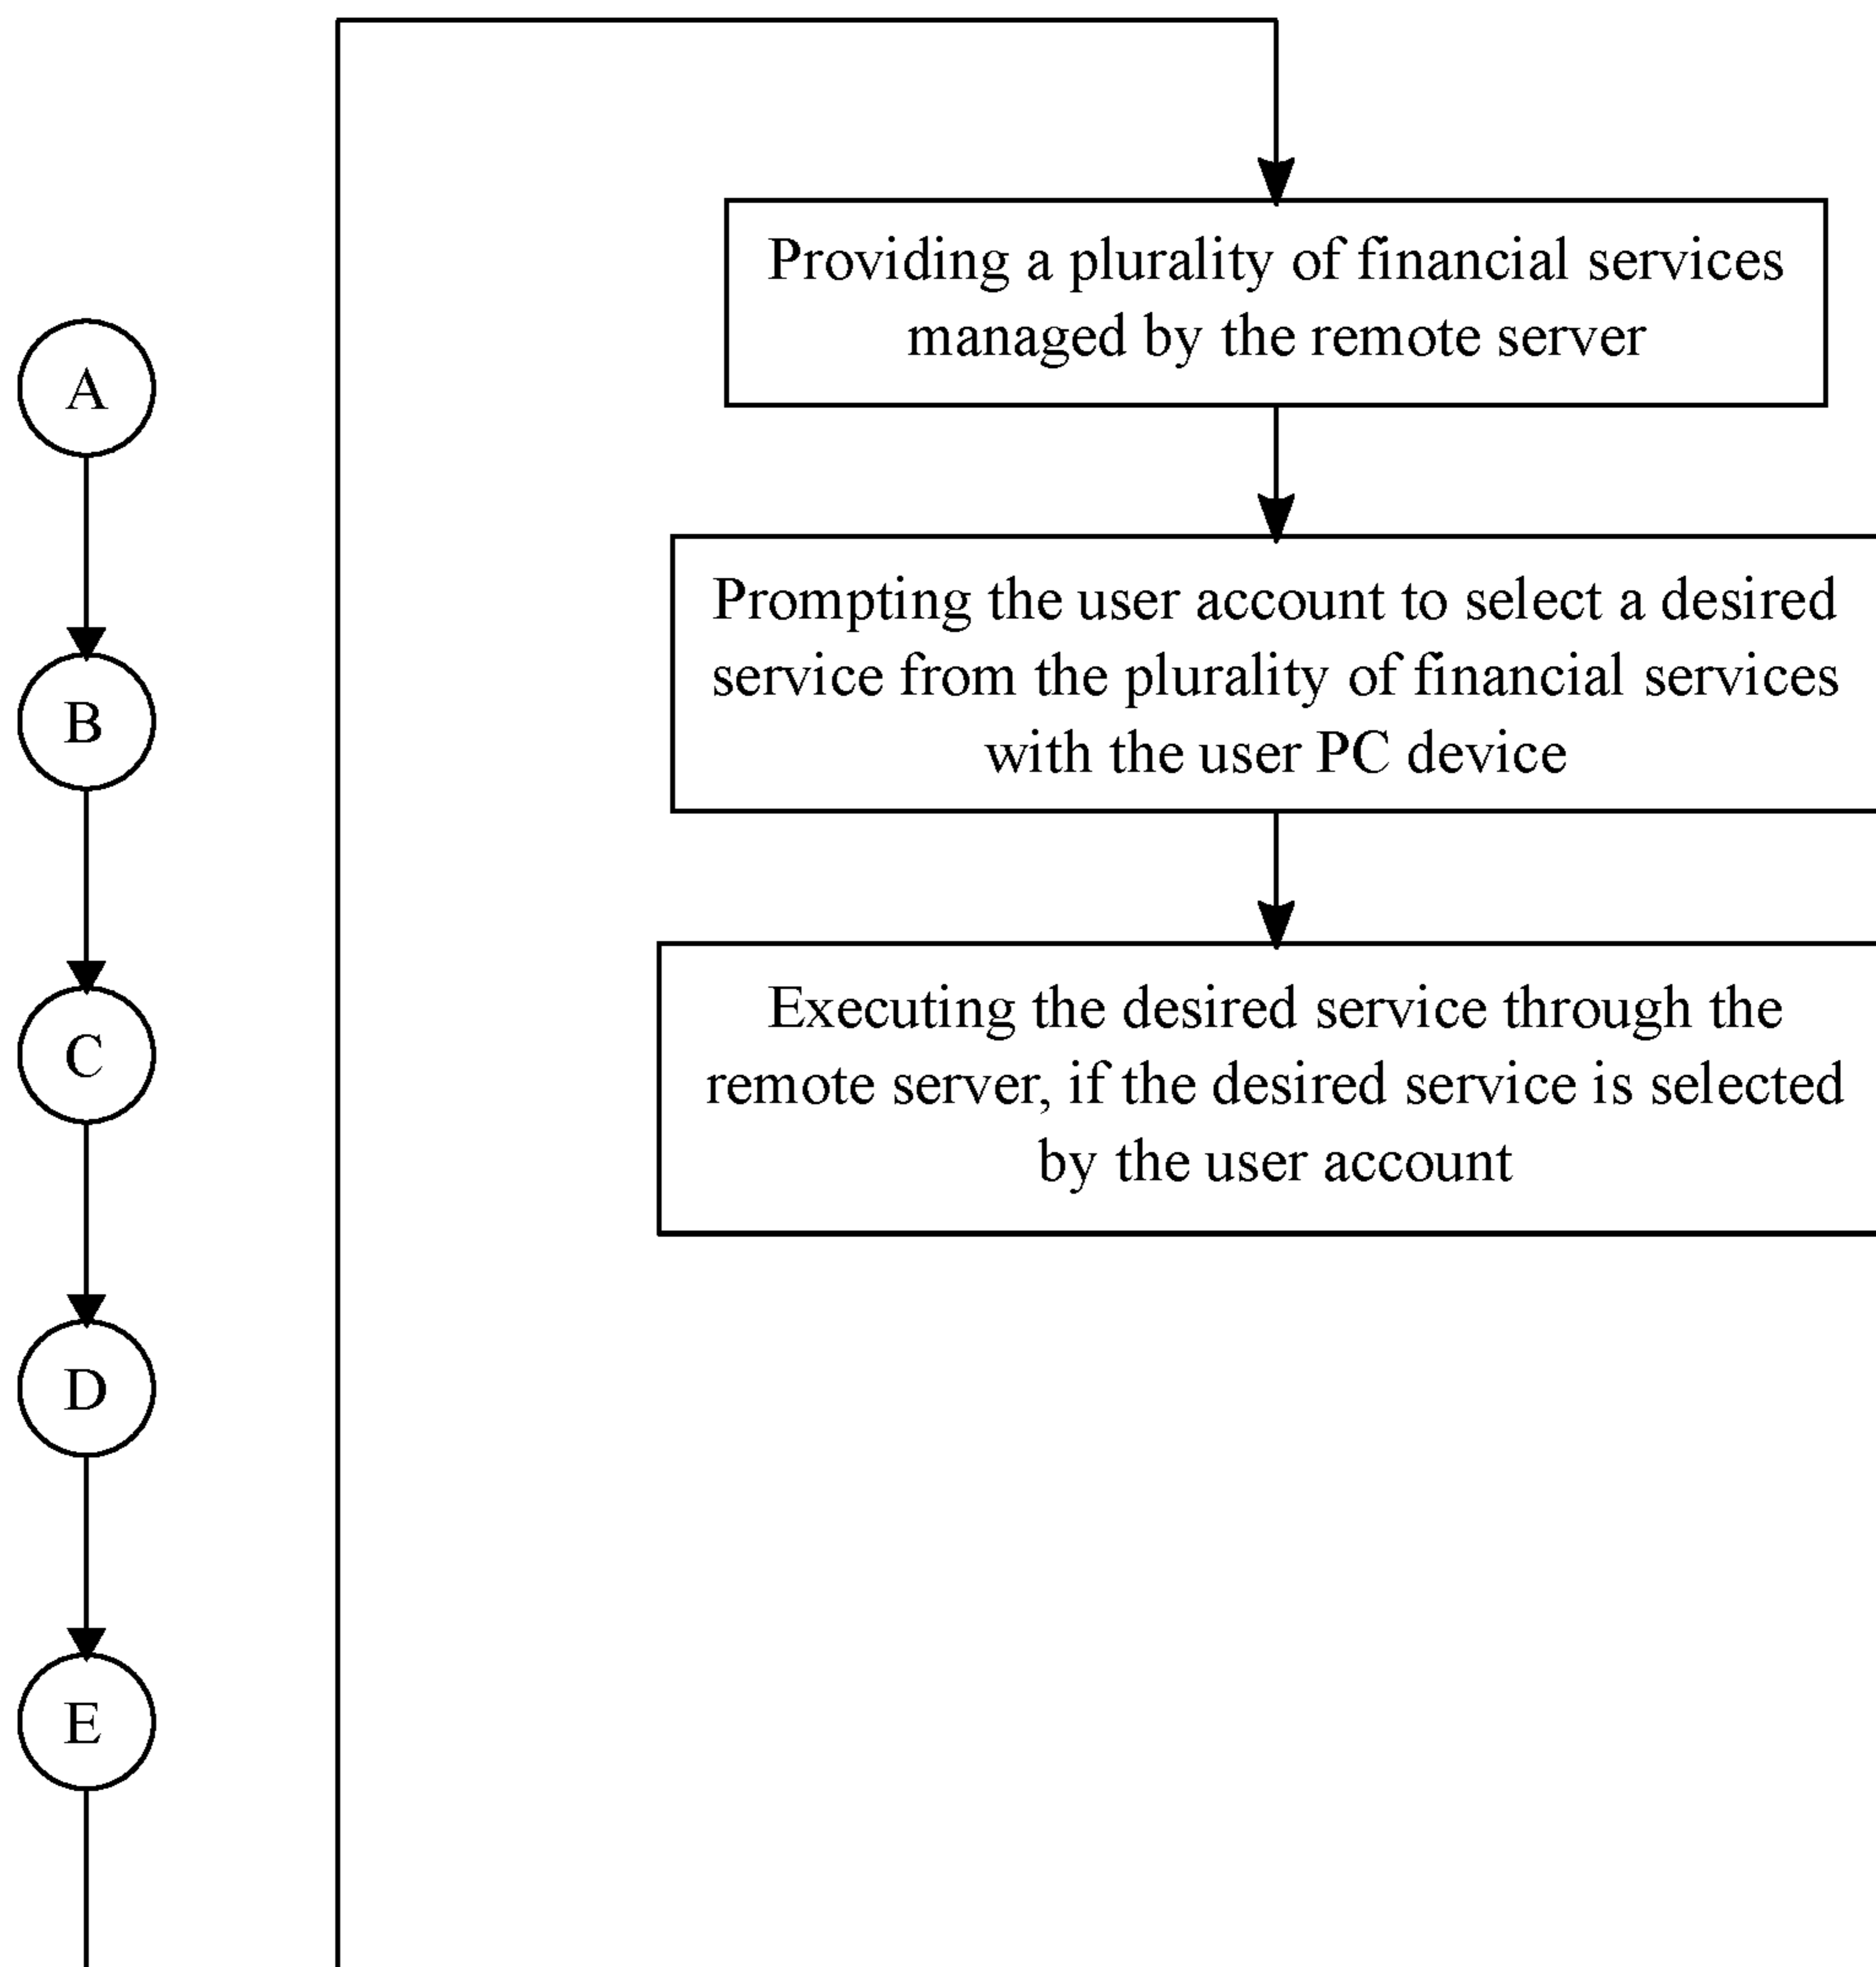 A
B
C
D
E
Providing a plurality of financial services
managed by the remote server
Prompting the user account to select a desired
service from the plurality of financial services
with the user PC device
Executing the desired service through the
remote server, if the desired service is selected
by the user account